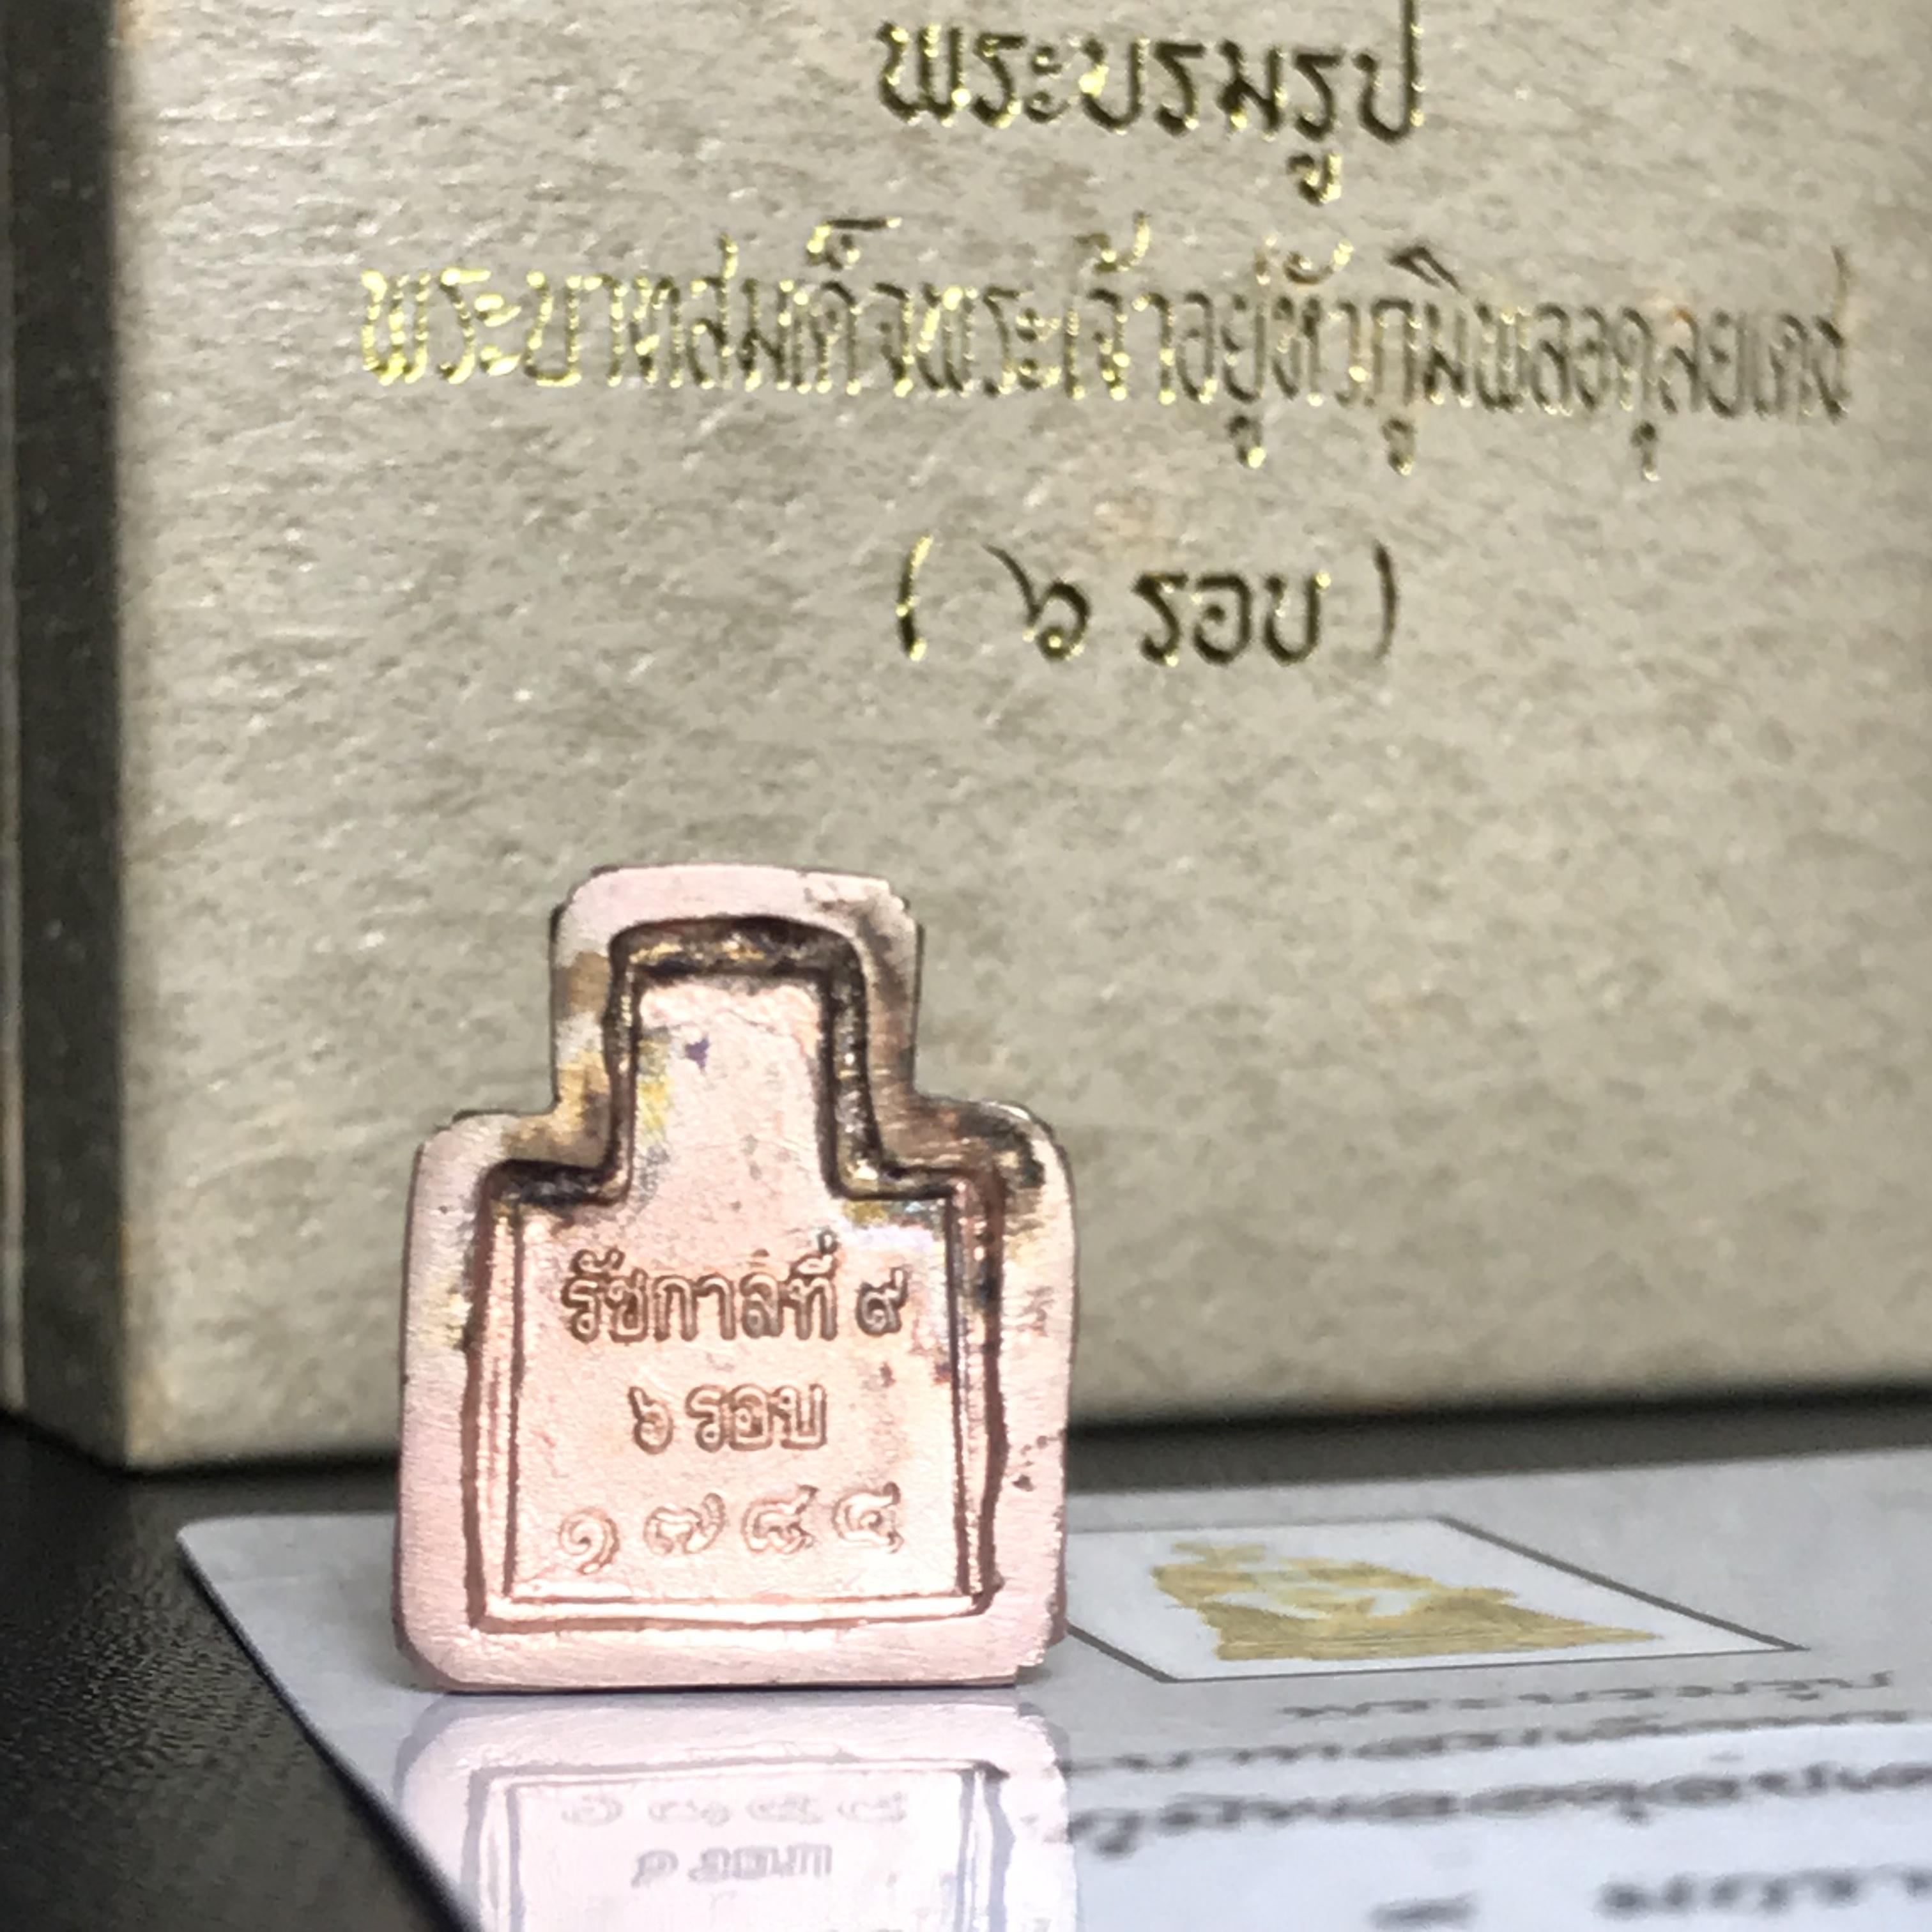 พระบรมรูป
พระบาทสมเด็จพระเจ้าอยู่หัวภูมิพลอดุลยเดช
( ๖ รอบ )
รัชกาลที่ ๙
๖ รอบ
๑๗๘๔